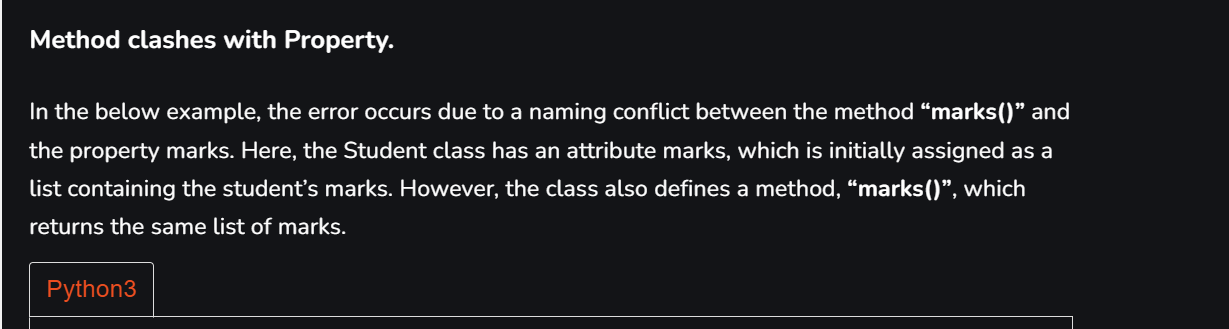 Method clashes with Property.
In the below example, the error occurs due to a naming conflict between the method “marks()” and
the property marks. Here, the Student class has an attribute marks, which is initially assigned as a
list containing the student’s marks. However, the class also defines a method, “marks()”, which
returns the same list of marks.
Python3